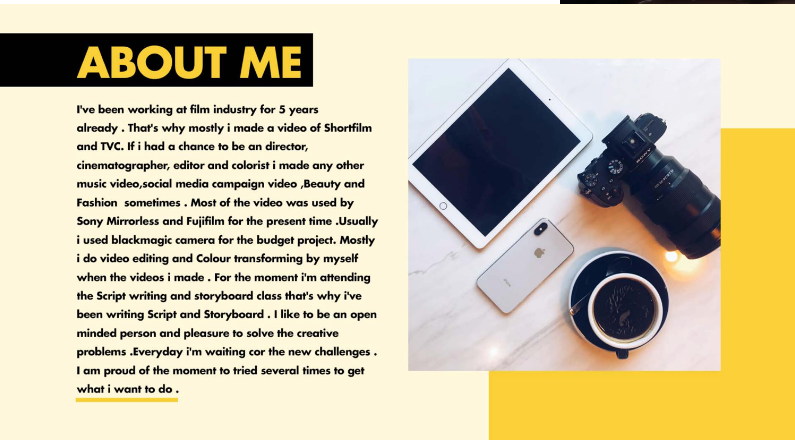 ABOUT ME
I've been working at film industry for 5 years
already . That's why mostly i made a video of Shortfilm
and TVC. If i had a chance to be an director,
cinematographer, editor and colorist i made any other
music video,social media campaign video ,Beauty and
Fashion  sometimes . Most of the video was used by
Sony Mirrorless and Fujifilm for the present time .Usually
i used blackmagic camera for the budget project. Mostly
i do video editing and Colour transforming by myself
when the videos i made . For the moment i'm attending
the Script writing and storyboard class that's why i've
been writing Script and Storyboard . I like to be an open
minded person and pleasure to solve the creative
problems .Everyday i'm waiting cor the new challenges .
I am proud of the moment to tried several times to get
what i want to do .
SONY